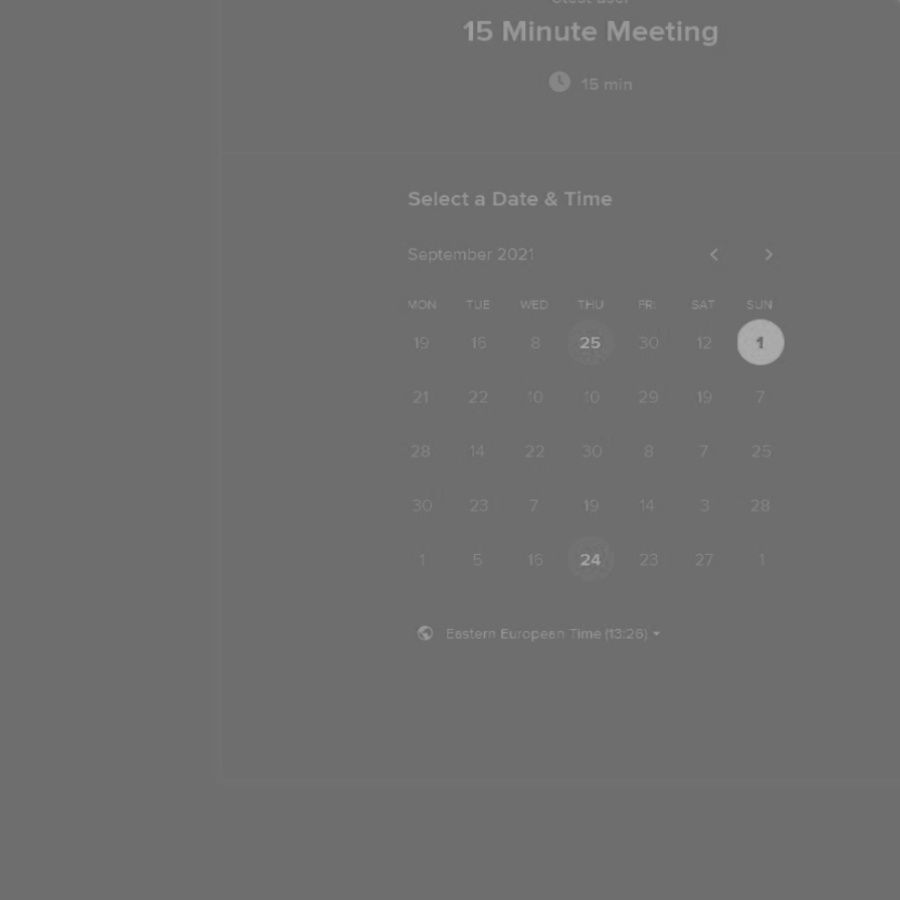 15 Minute Meeting
15 min
Select a Date & Time
September 2021
MON TUE WED THU FRI SAT SUN
19 15 8 25 30 12 1
21 22 10 10 29 19 7
28 14 22 30 8 7 25
30 23 7 19 14 3 28
1 5 16 24 23 27 1
Eastern European Time (13:26)